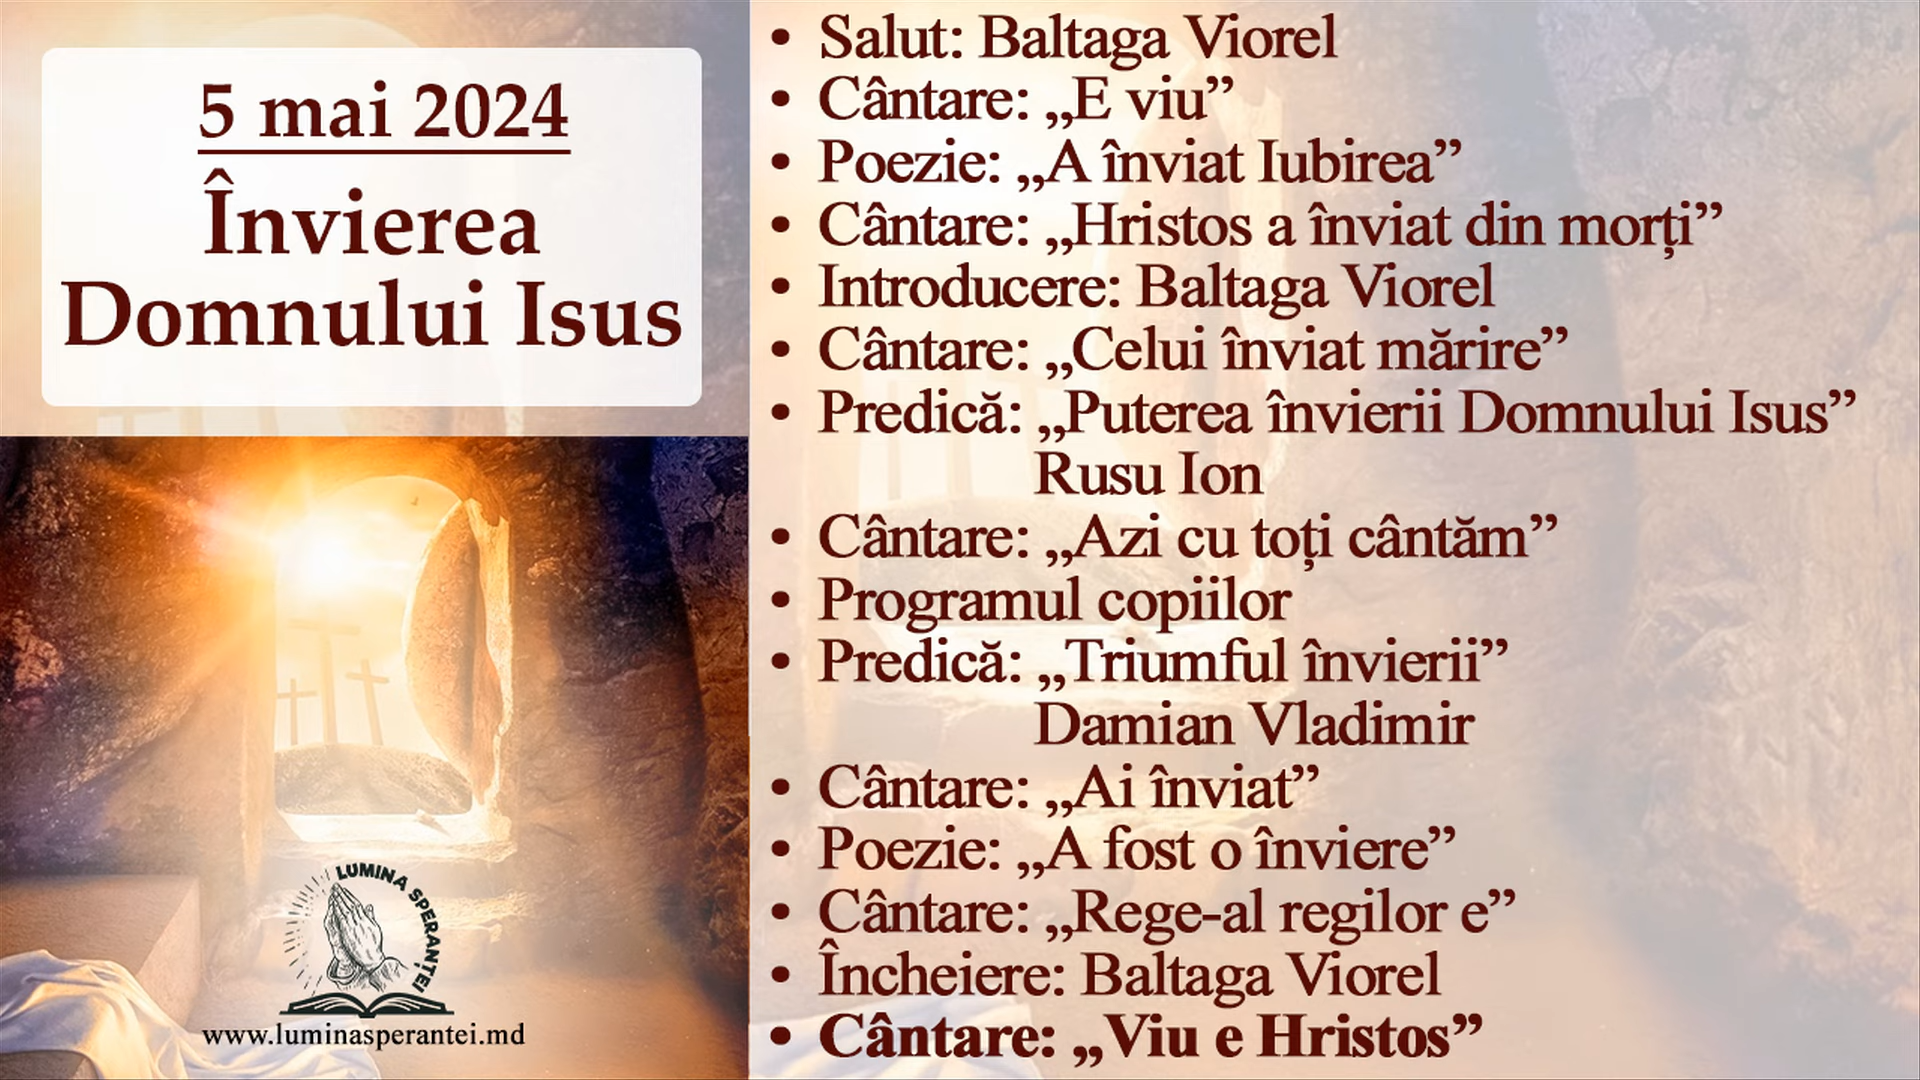 5 mai 2024
Învierea
Domnului Isus
LUMINA SPERANȚEI
www.luminasperantei.md
• Salut: Baltaga Viorel
• Cântare: „E viu”
• Poezie: „A înviat Iubirea”
• Cântare: „Hristos a înviat din morți”
• Introducere: Baltaga Viorel
• Cântare: „Celui înviat mărire”
• Predică: „Puterea învierii Domnului Isus”
Rusu Ion
• Cântare: „Azi cu toți cântăm”
• Programul copiilor
• Predică: „Triumful învierii”
Damian Vladimir
• Cântare: „Ai înviat”
• Poezie: „A fost o înviere”
• Cântare: „Rege-al regilor e”
• Încheiere: Baltaga Viorel
• Cântare: „Viu e Hristos”